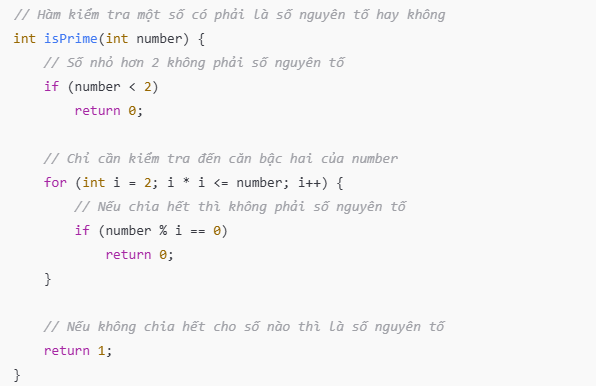 // Hàm kiểm tra một số có phải là số nguyên tố hay không
int isPrime(int number) {
    // Số nhỏ hơn 2 không phải số nguyên tố
    if (number < 2)
        return 0;

    // Chỉ cần kiểm tra đến căn bậc hai của number
    for (int i = 2; i * i <= number; i++) {
        // Nếu chia hết thì không phải số nguyên tố
        if (number % i == 0)
            return 0;
    }

    // Nếu không chia hết cho số nào thì là số nguyên tố
    return 1;
}